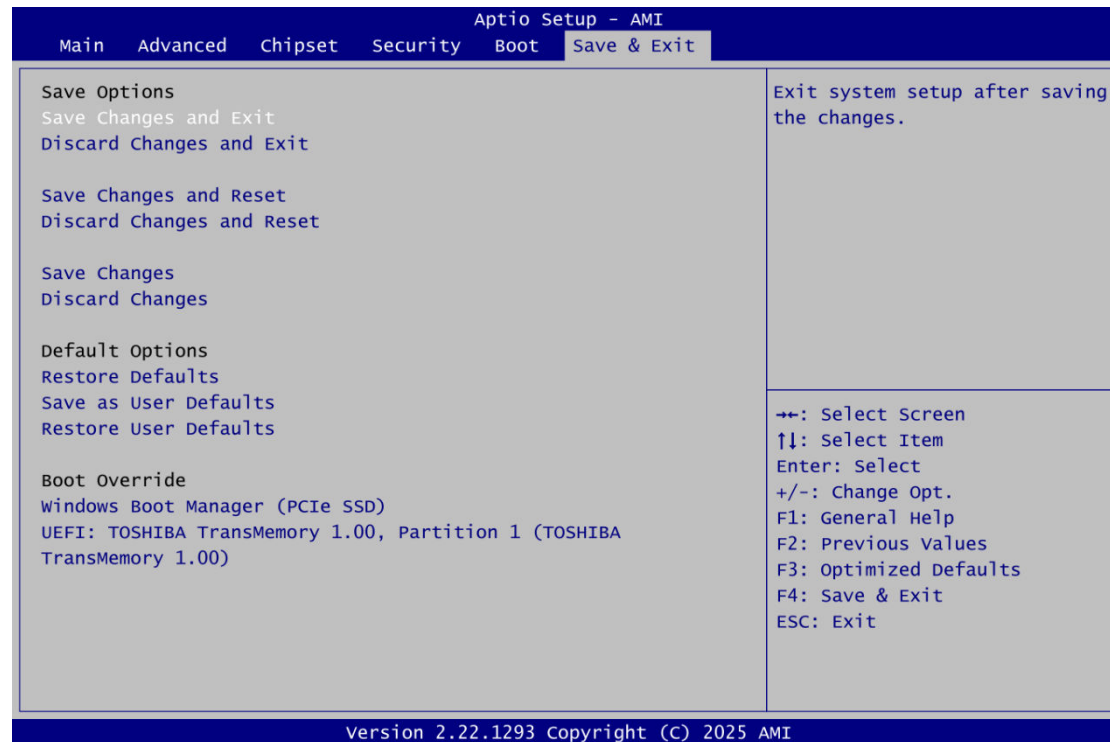 Aptio Setup – AMI
Main Advanced Chipset Security Boot Save & Exit
Save Options
Save Changes and Exit
Discard Changes and Exit
Save Changes and Reset
Discard Changes and Reset
Save Changes
Discard Changes
Default Options
Restore Defaults
Save as User Defaults
Restore User Defaults
Boot Override
Windows Boot Manager (PCIe SSD)
UEFI: TOSHIBA TransMemory 1.00, Partition 1 (TOSHIBA
TransMemory 1.00)
Exit system setup after saving
the changes.
→←: Select Screen
↑↓: Select Item
Enter: Select
+/-: Change Opt.
F1: General Help
F2: Previous Values
F3: Optimized Defaults
F4: Save & Exit
ESC: Exit
Version 2.22.1293 Copyright (C) 2025 AMI